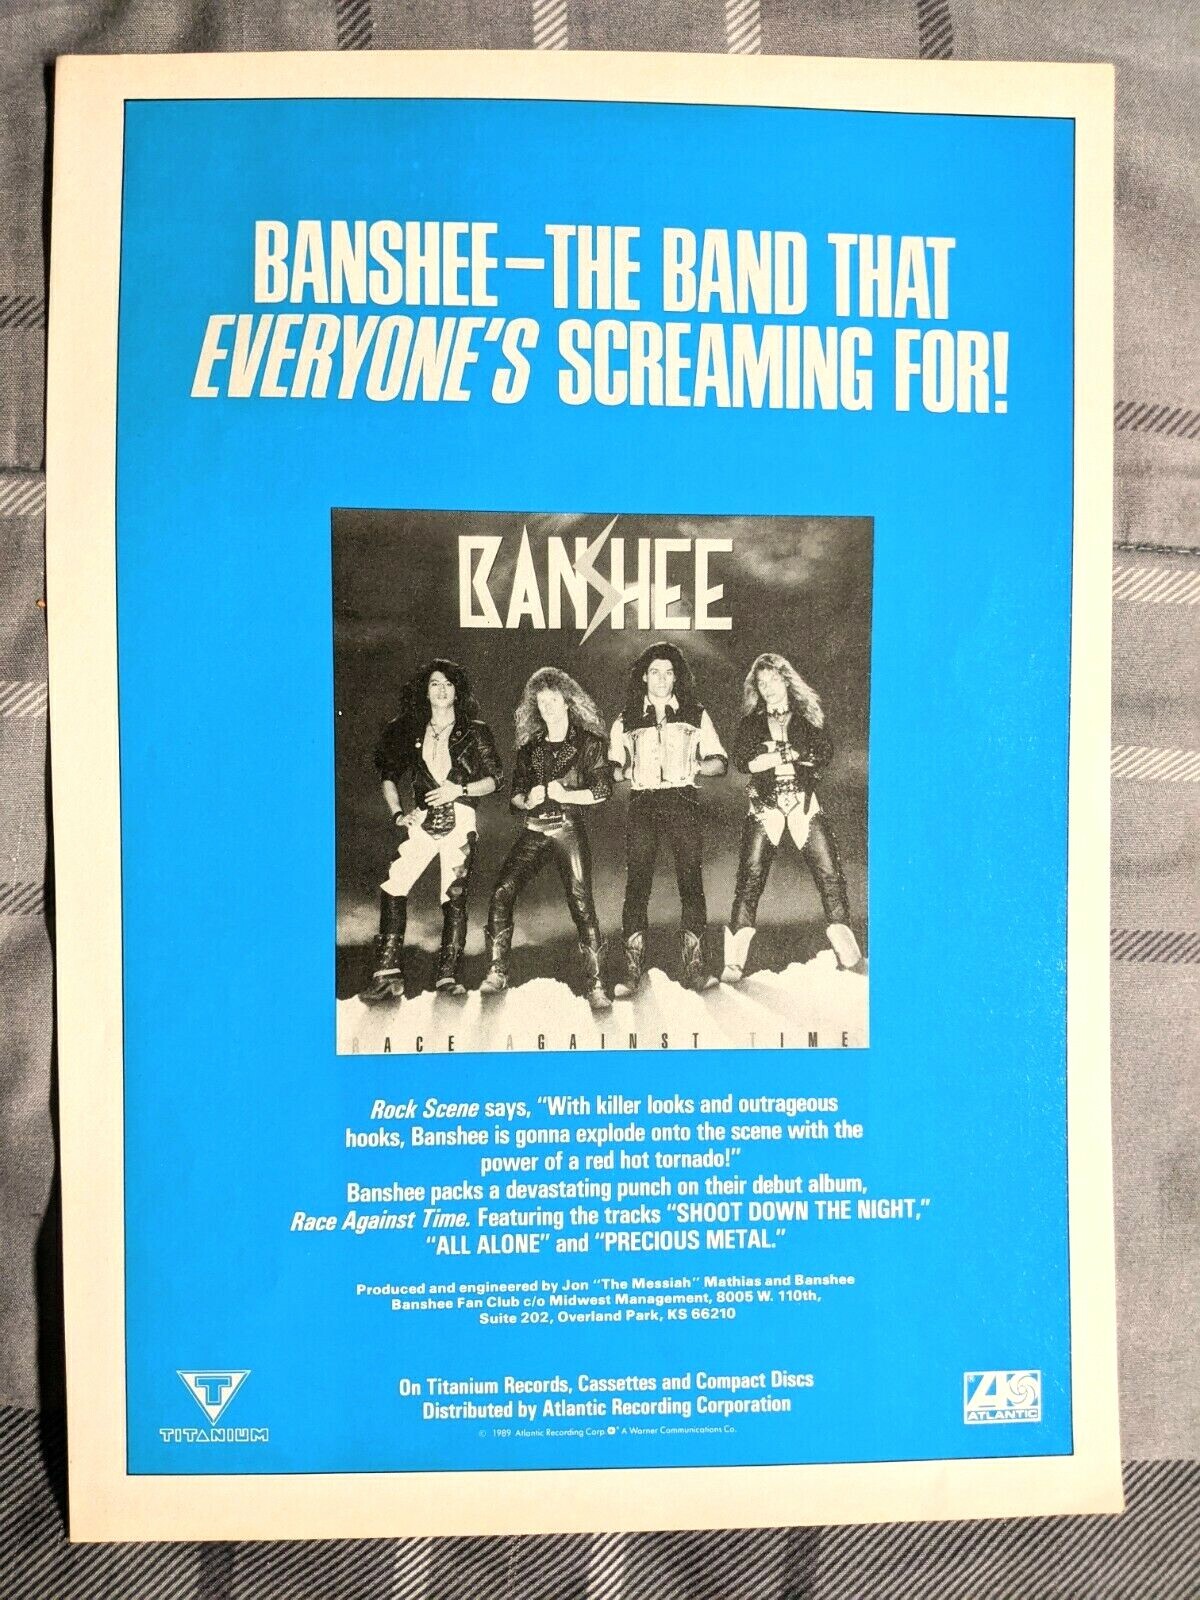 BANSHEE–THE BAND THAT
EVERYONE'S SCREAMING FOR!
BANSHEE
RACE AGAINST TIME
Rock Scene says, "With killer looks and outrageous
hooks, Banshee is gonna explode onto the scene with the
power of a red hot tornado!"
Banshee packs a devastating punch on their debut album,
Race Against Time. Featuring the tracks "SHOOT DOWN THE NIGHT,"
"ALL ALONE" and "PRECIOUS METAL."
Produced and engineered by Jon "The Messiah" Mathias and Banshee
Banshee Fan Club c/o Midwest Management, 8005 W. 110th,
Suite 202, Overland Park, KS 66210
On Titanium Records, Cassettes and Compact Discs
Distributed by Atlantic Recording Corporation
© 1989 Atlantic Recording Corp. ® A Warner Communications Co.
T
TITANIUM
A
ATLANTIC
®